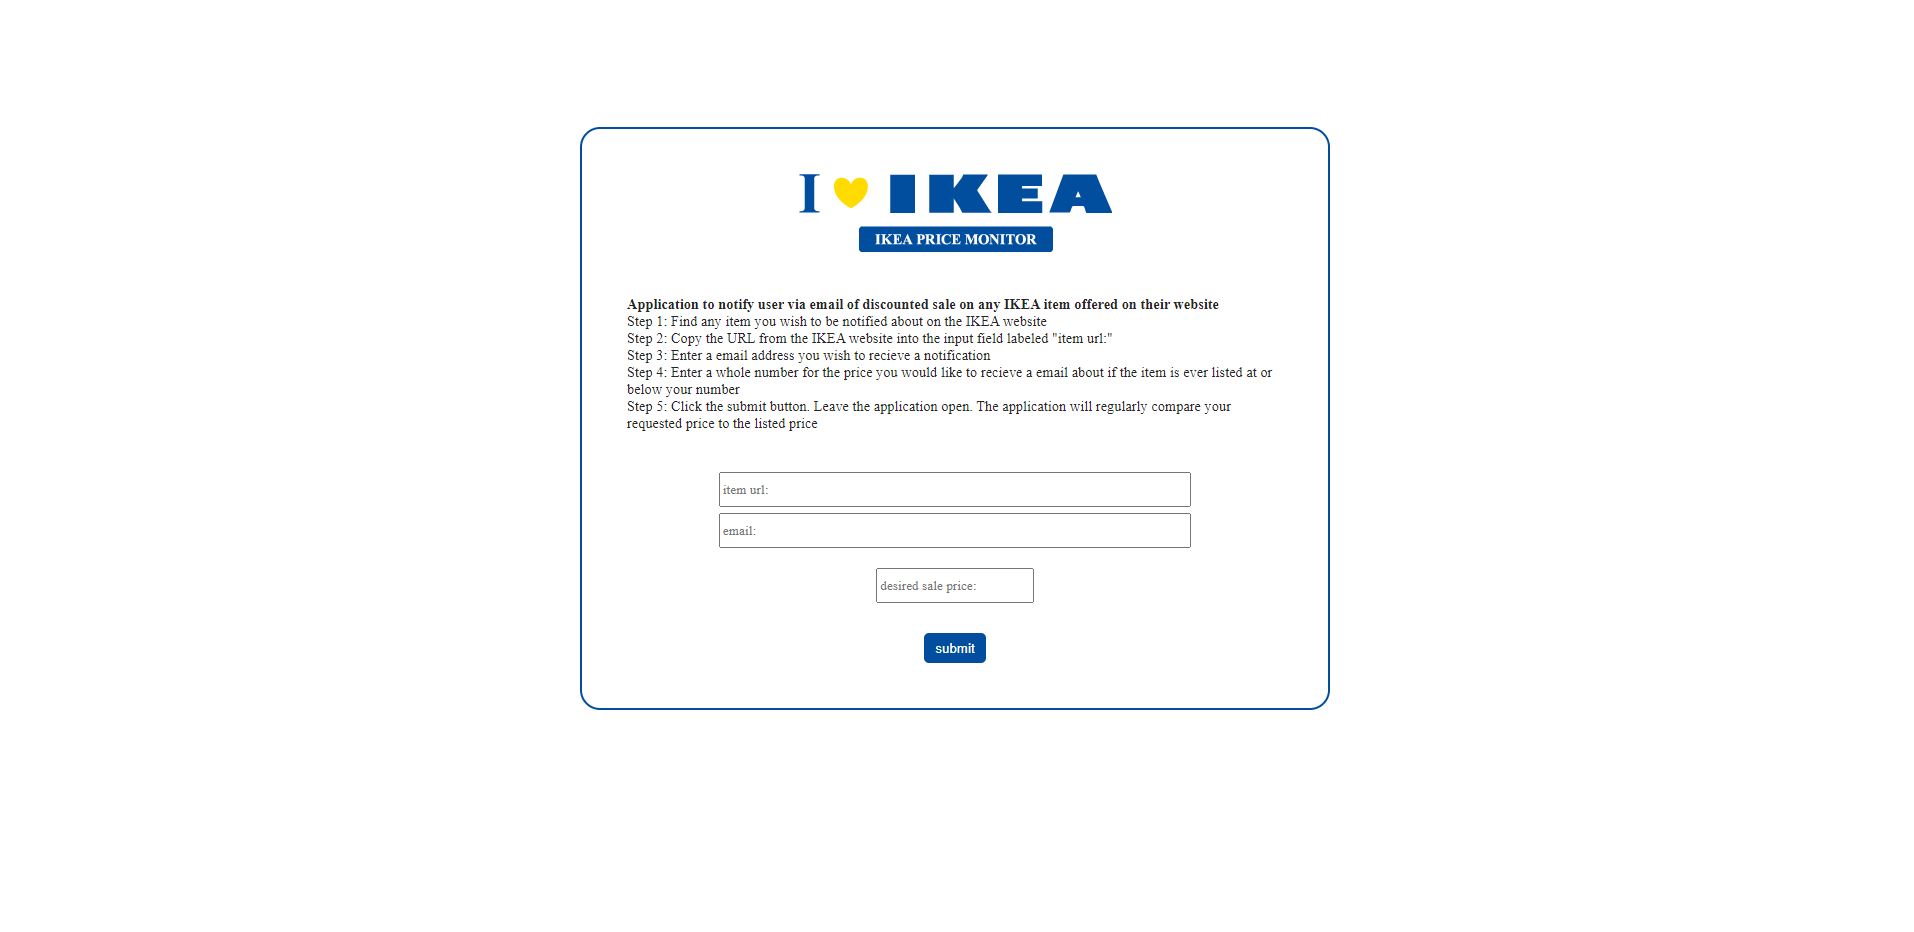 I IKEA
IKEA PRICE MONITOR
Application to notify user via email of discounted sale on any IKEA item offered on their website
Step 1: Find any item you wish to be notified about on the IKEA website
Step 2: Copy the URL from the IKEA website into the input field labeled "item url:"
Step 3: Enter a email address you wish to recieve a notification
Step 4: Enter a whole number for the price you would like to recieve a email about if the item is ever listed at or
below your number
Step 5: Click the submit button. Leave the application open. The application will regularly compare your
requested price to the listed price
item url:
email:
desired sale price:
submit